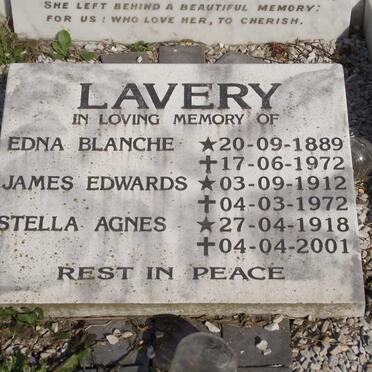 SHE LEFT BEHIND A BEAUTIFUL MEMORY:
FOR US! WHO LOVE HER, TO CHERISH.
LAVERY
IN LOVING MEMORY OF
EDNA BLANCHE ★20-09-1889
✝17-06-1972
JAMES EDWARDS ★03-09-1912
✝04-03-1972
STELLA AGNES ★27-04-1918
✝04-04-2001
REST IN PEACE